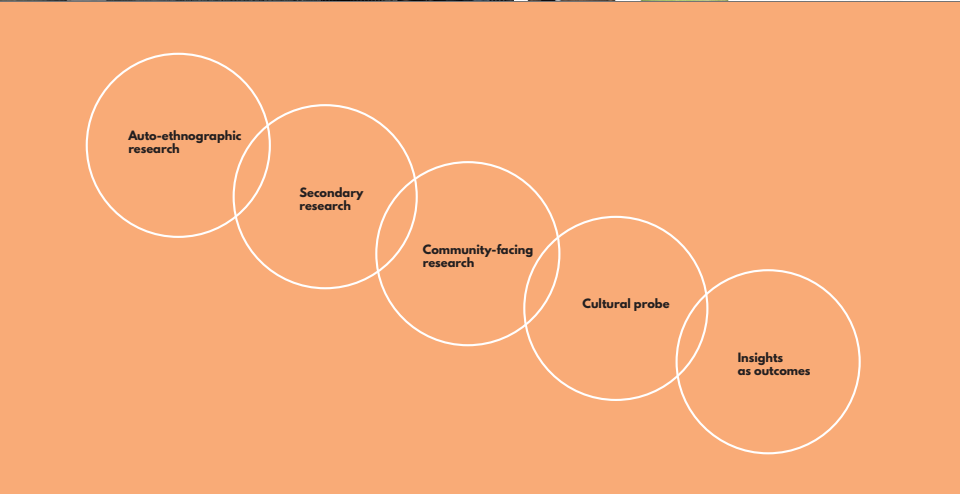 Auto-ethnographic
research
Secondary
research
Community-facing
research
Cultural probe
Insights
as outcomes